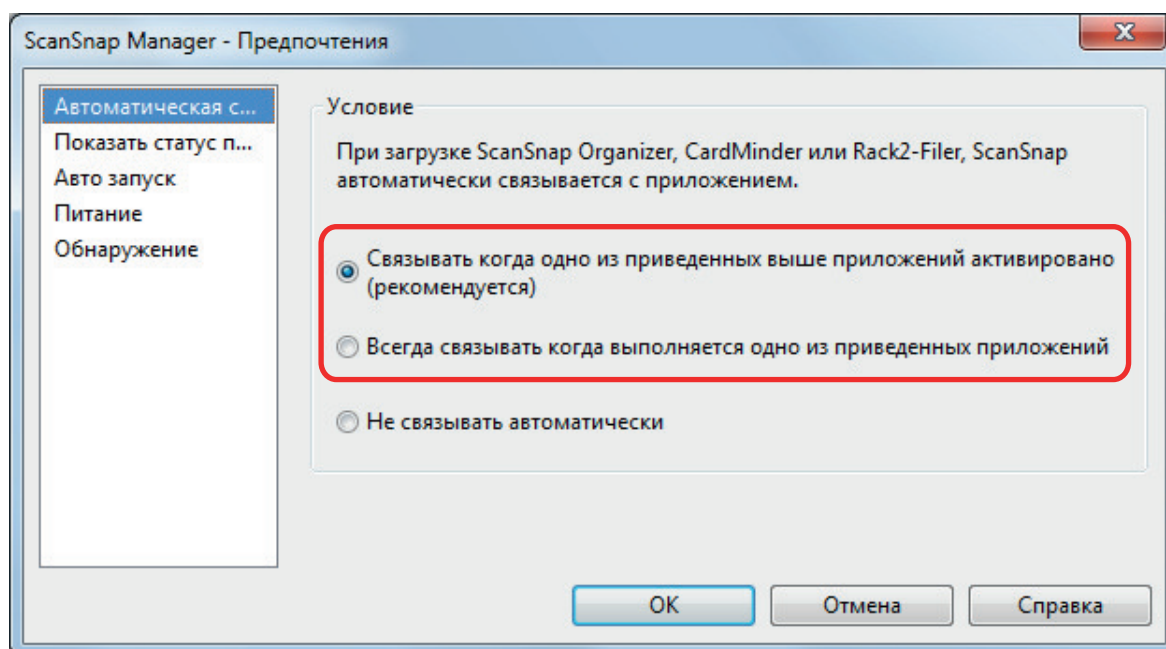 ScanSnap Manager - Предпочтения
Автоматическая с...
Показать статус п...
Авто запуск
Питание
Обнаружение
Условие
При загрузке ScanSnap Organizer, CardMinder или Rack2-Filer, ScanSnap
автоматически связывается с приложением.
Связывать когда одно из приведенных выше приложений активировано
(рекомендуется)
Всегда связывать когда выполняется одно из приведенных приложений
Не связывать автоматически
OK
Отмена
Справка